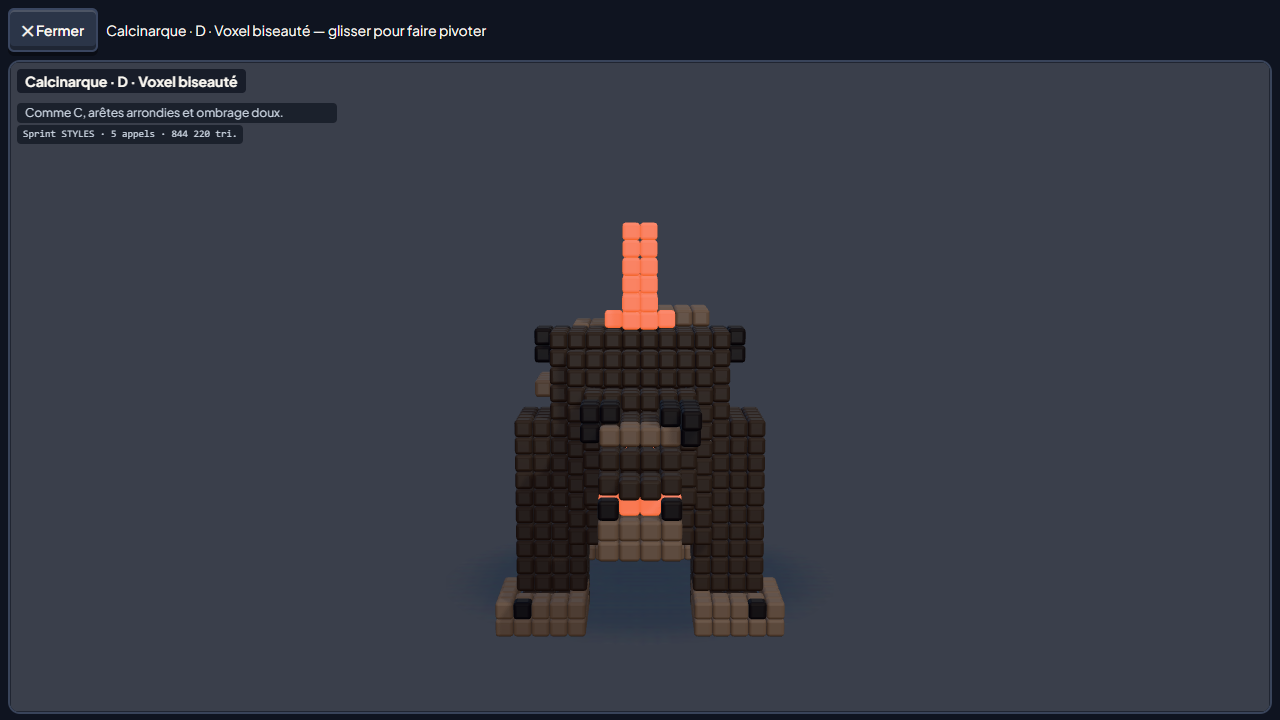 ✕ Fermer Calcinarque · D · Voxel biseauté — glisser pour faire pivoter
Calcinarque · D · Voxel biseauté
Comme C, arêtes arrondies et ombrage doux.
Sprint STYLES · 5 appels · 844 220 tri.